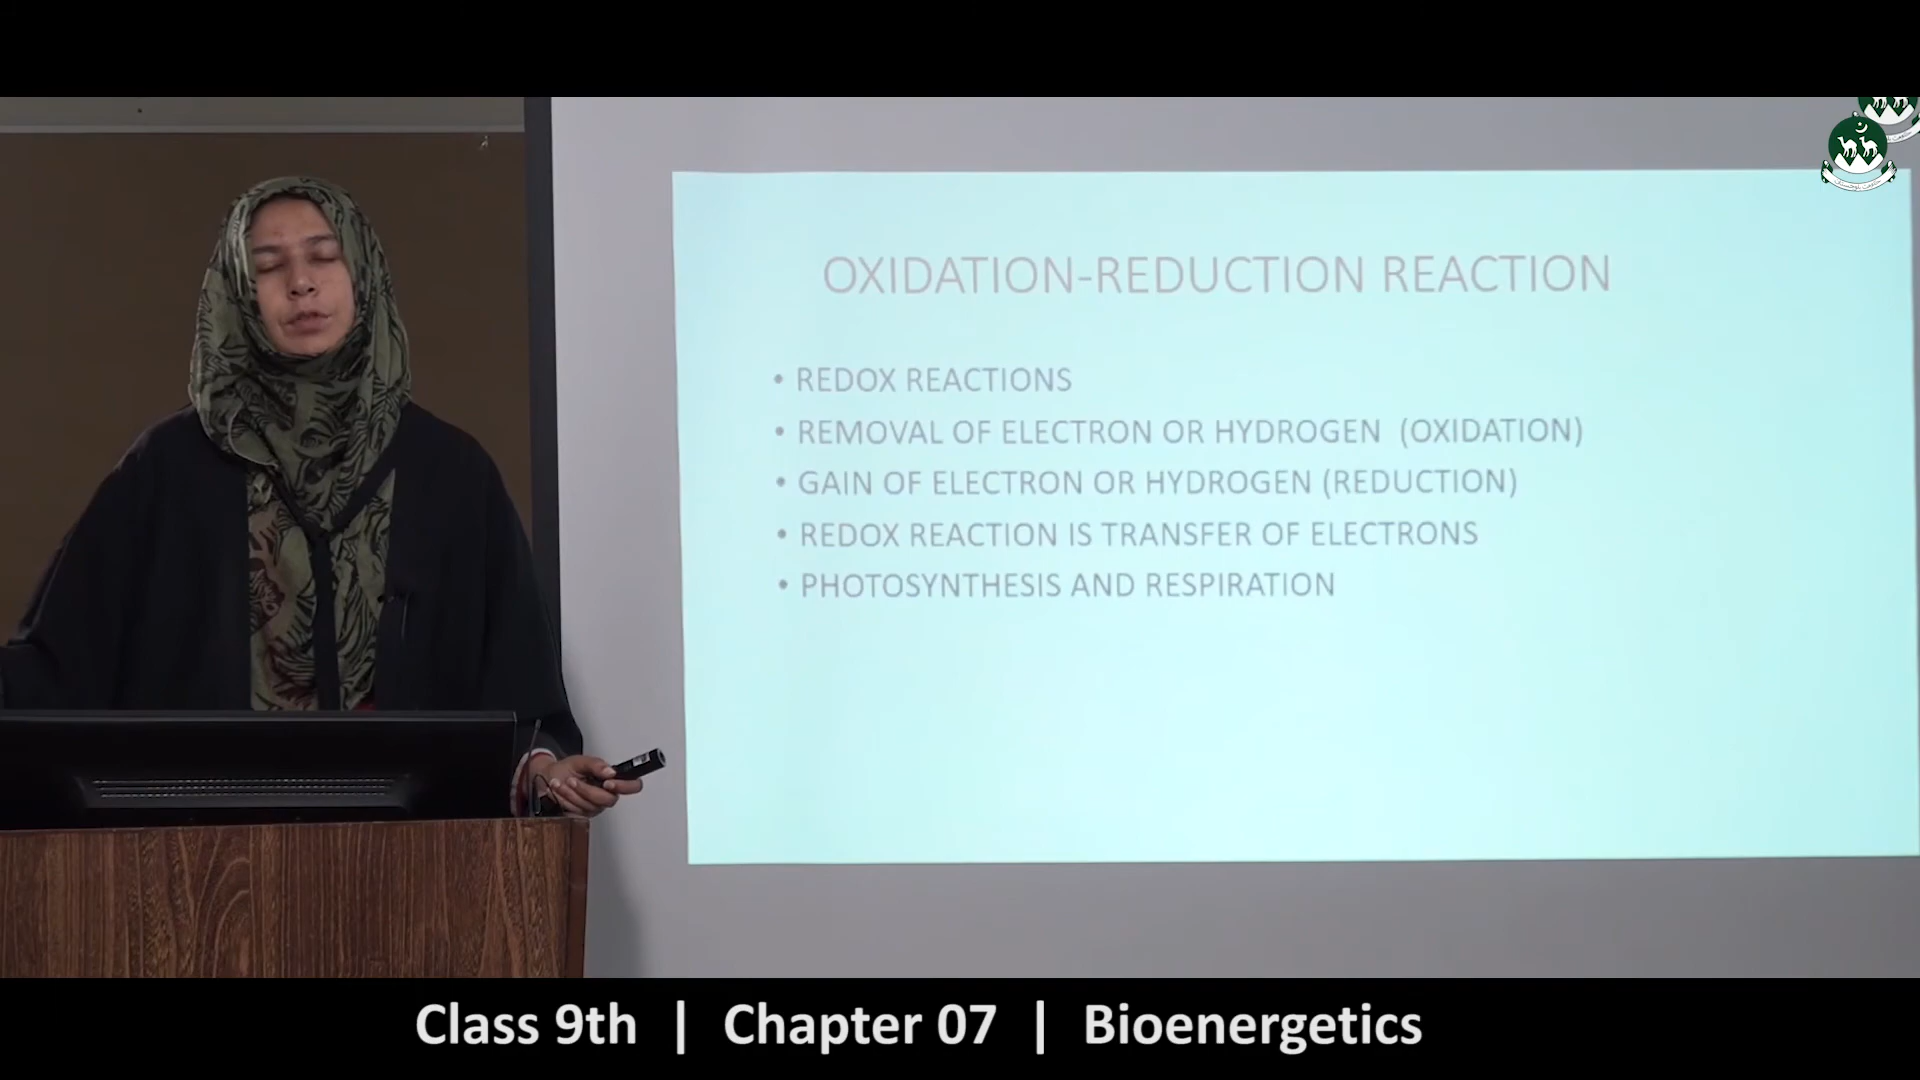 OXIDATION-REDUCTION REACTION
• REDOX REACTIONS
• REMOVAL OF ELECTRON OR HYDROGEN (OXIDATION)
• GAIN OF ELECTRON OR HYDROGEN (REDUCTION)
• REDOX REACTION IS TRANSFER OF ELECTRONS
• PHOTOSYNTHESIS AND RESPIRATION
Class 9th | Chapter 07 | Bioenergetics